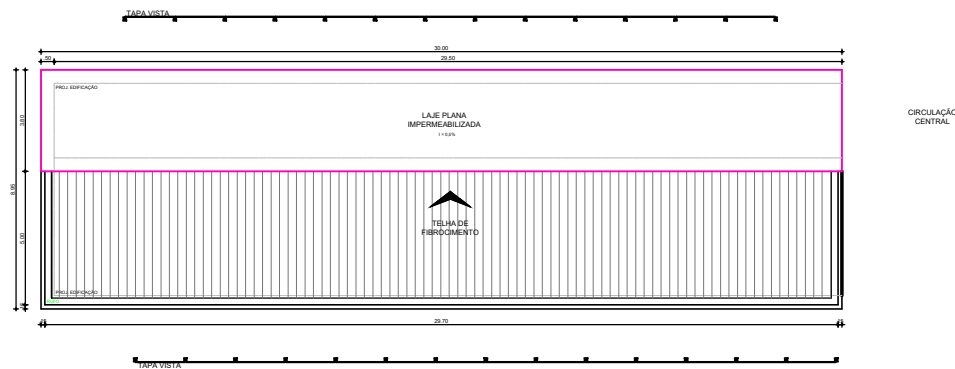 TAPA VISTA
30.00
.50
29.50
PROJ. EDIFICAÇÃO
LAJE PLANA
IMPERMEABILIZADA
CIRCULAÇÃO
CENTRAL
3.80
8.95
5.00
TELHA DE
FIBROCIMENTO
PROJ. EDIFICAÇÃO
29.70
TAPA VISTA